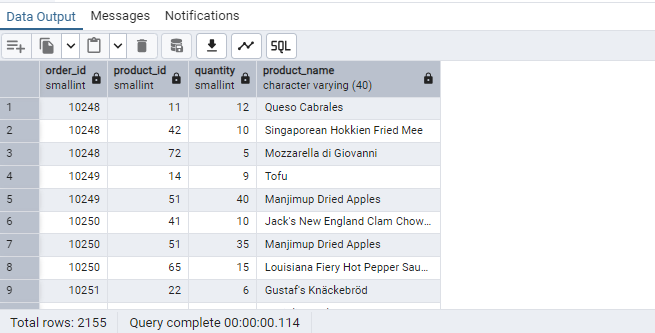 Data Output Messages Notifications
SQL
order_id product_id quantity product_name
smallint smallint smallint character varying (40)
1 10248 11 12 Queso Cabrales
2 10248 42 10 Singaporean Hokkien Fried Mee
3 10248 72 5 Mozzarella di Giovanni
4 10249 14 9 Tofu
5 10249 51 40 Manjimup Dried Apples
6 10250 41 10 Jack's New England Clam Chow...
7 10250 51 35 Manjimup Dried Apples
8 10250 65 15 Louisiana Fiery Hot Pepper Sau...
9 10251 22 6 Gustaf's Knäckebröd
Total rows: 2155 Query complete 00:00:00.114